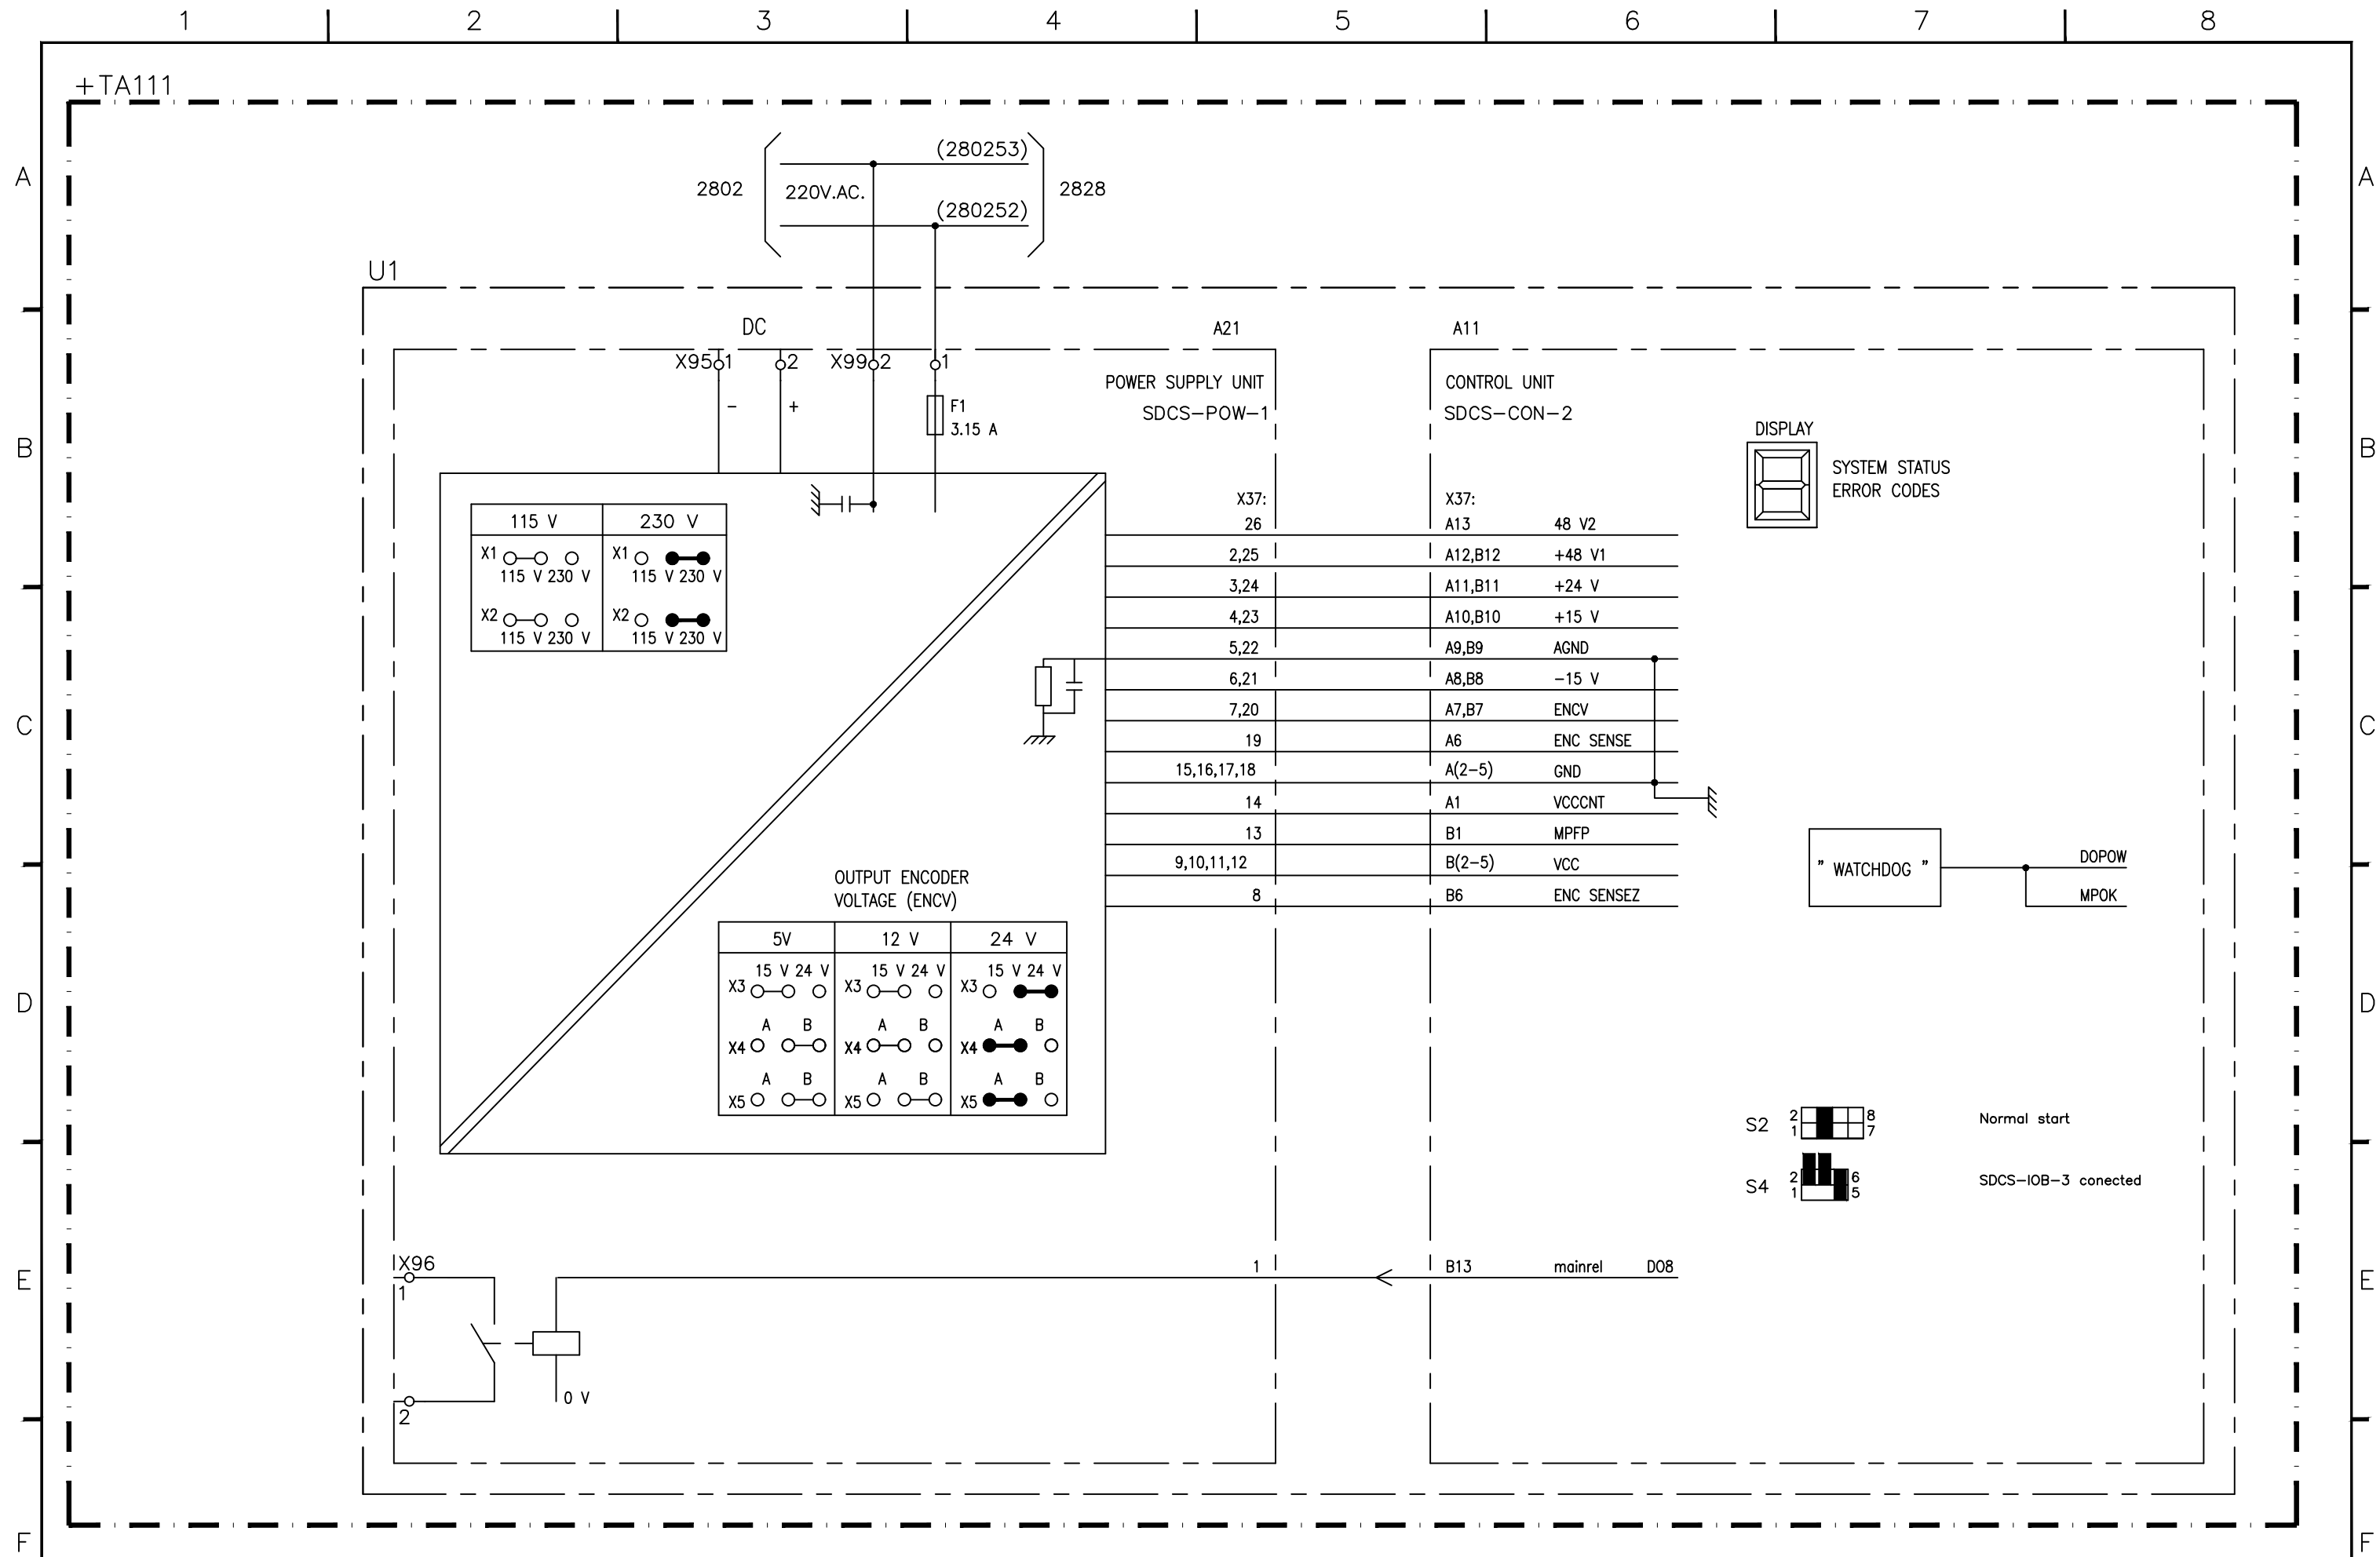 1 2 3 4 5 6 7 8
+TA111
A A
(280253)
2802 220V.AC. 2828
(280252)
U1
DC A21 A11
X95 1 2 X99 2 1
POWER SUPPLY UNIT CONTROL UNIT
SDCS-POW-1 SDCS-CON-2
- + F1
3.15 A
B B
DISPLAY
SYSTEM STATUS
ERROR CODES
X37: X37:
26 A13 48 V2
2,25 A12,B12 +48 V1
3,24 A11,B11 +24 V
4,23 A10,B10 +15 V
5,22 A9,B9 AGND
6,21 A8,B8 -15 V
7,20 A7,B7 ENCV
19 A6 ENC SENSE
15,16,17,18 A(2-5) GND
14 A1 VCCCNT
13 B1 MPFP
9,10,11,12 B(2-5) VCC
8 B6 ENC SENSEZ
115 V 230 V
X1 X1
115 V 230 V 115 V 230 V
X2 X2
115 V 230 V 115 V 230 V
C C
" WATCHDOG " DOPOW
MPOK
OUTPUT ENCODER
VOLTAGE (ENCV)
5V 12 V 24 V
15 V 24 V 15 V 24 V 15 V 24 V
X3 X3 X3
A B A B A B
X4 X4 X4
A B A B A B
X5 X5 X5
D D
S2 2 8 Normal start
1 7
S4 2 6 SDCS-IOB-3 conected
1 5
E E
X96
1
1 B13 mainrel DO8
0 V
2
F F